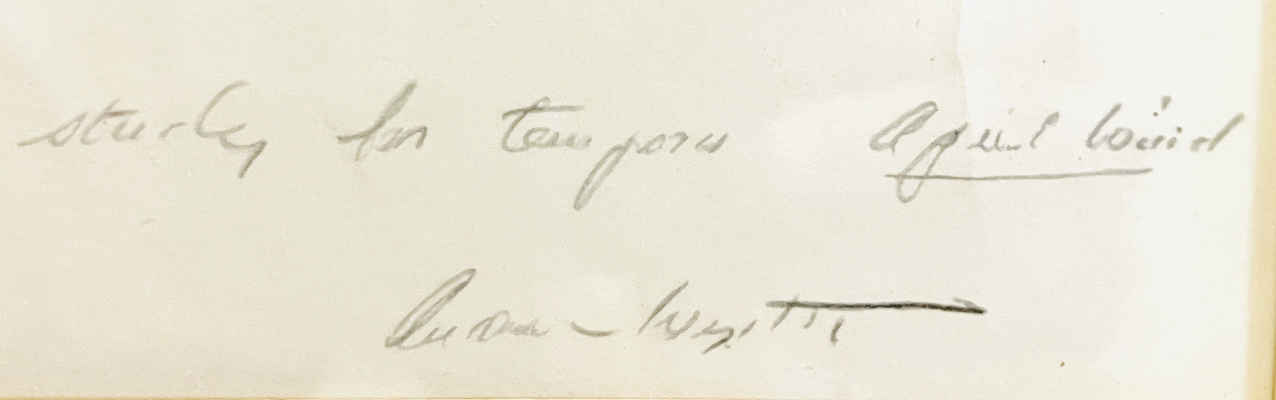 study for tempera April Wind
Andrew Wyeth